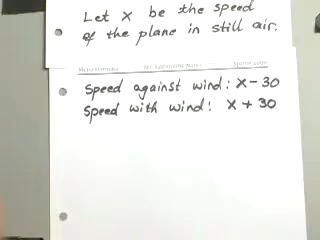 Let x be the speed
of the plane in still air.
Speed against wind: x - 30
Speed with wind: x + 30